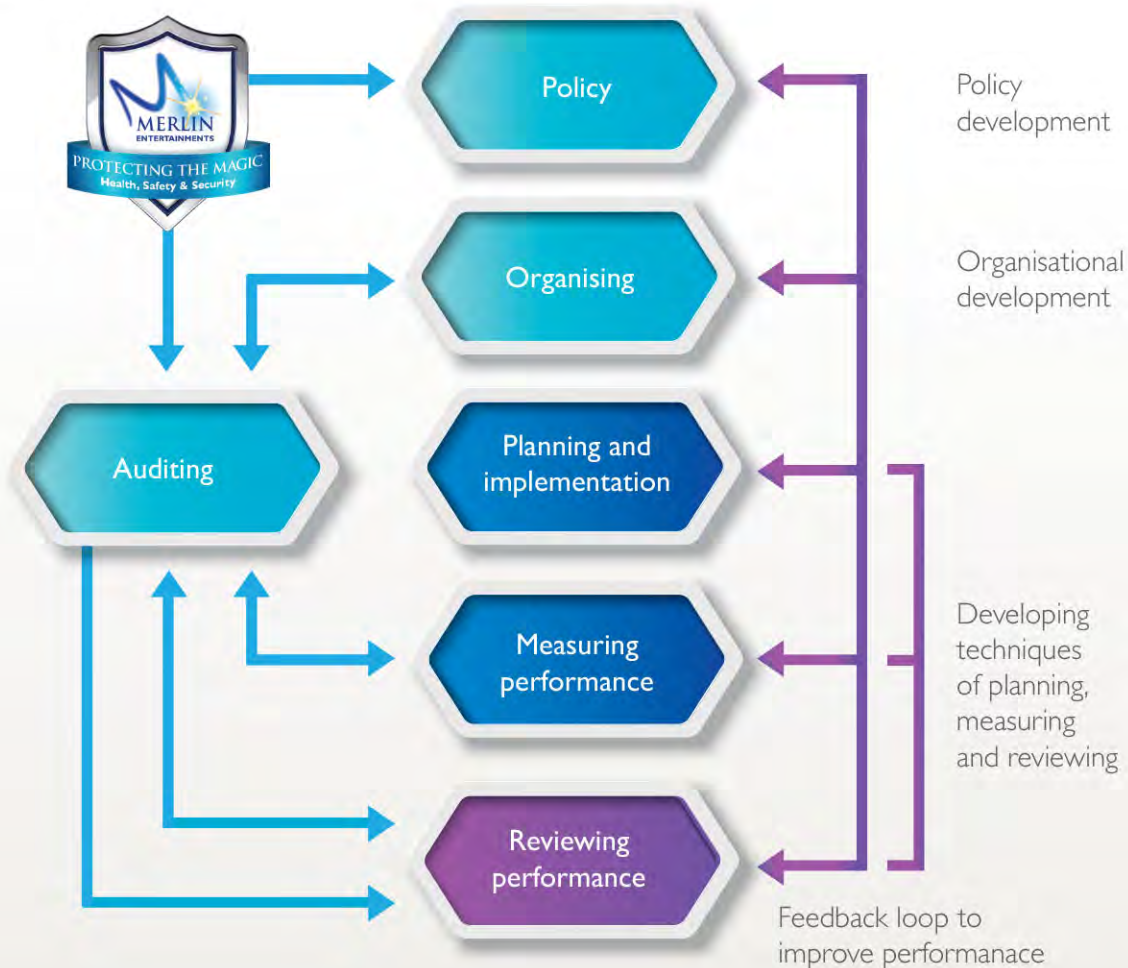 MERLIN
ENTERTAINMENTS
PROTECTING THE MAGIC
Health, Safety & Security
Policy
Policy
development
Organising
Organisational
development
Auditing
Planning and
implementation
Measuring
performance
Developing
techniques
of planning,
measuring
and reviewing
Reviewing
performance
Feedback loop to
improve performanace